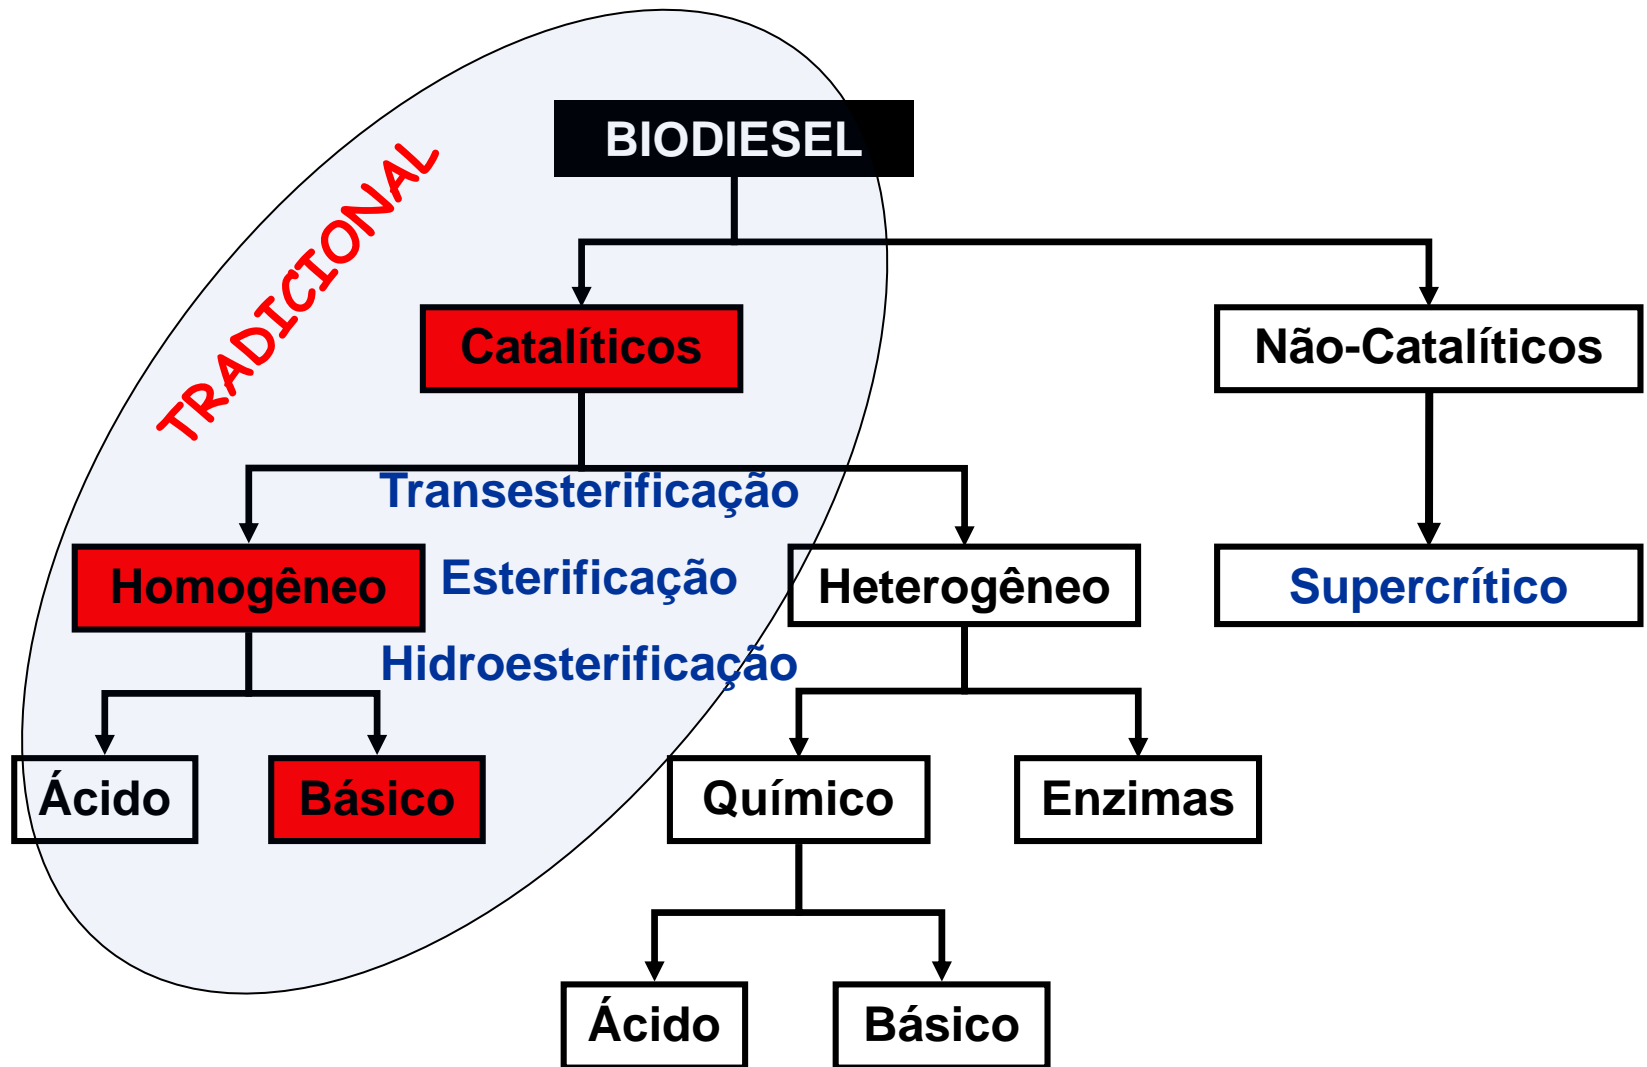 BIODIESEL
TRADICIONAL
Catalíticos
Não-Catalíticos
Transesterificação
Homogêneo
Esterificação
Heterogêneo
Supercrítico
Hidroesterificação
Ácido
Básico
Químico
Enzimas
Ácido
Básico